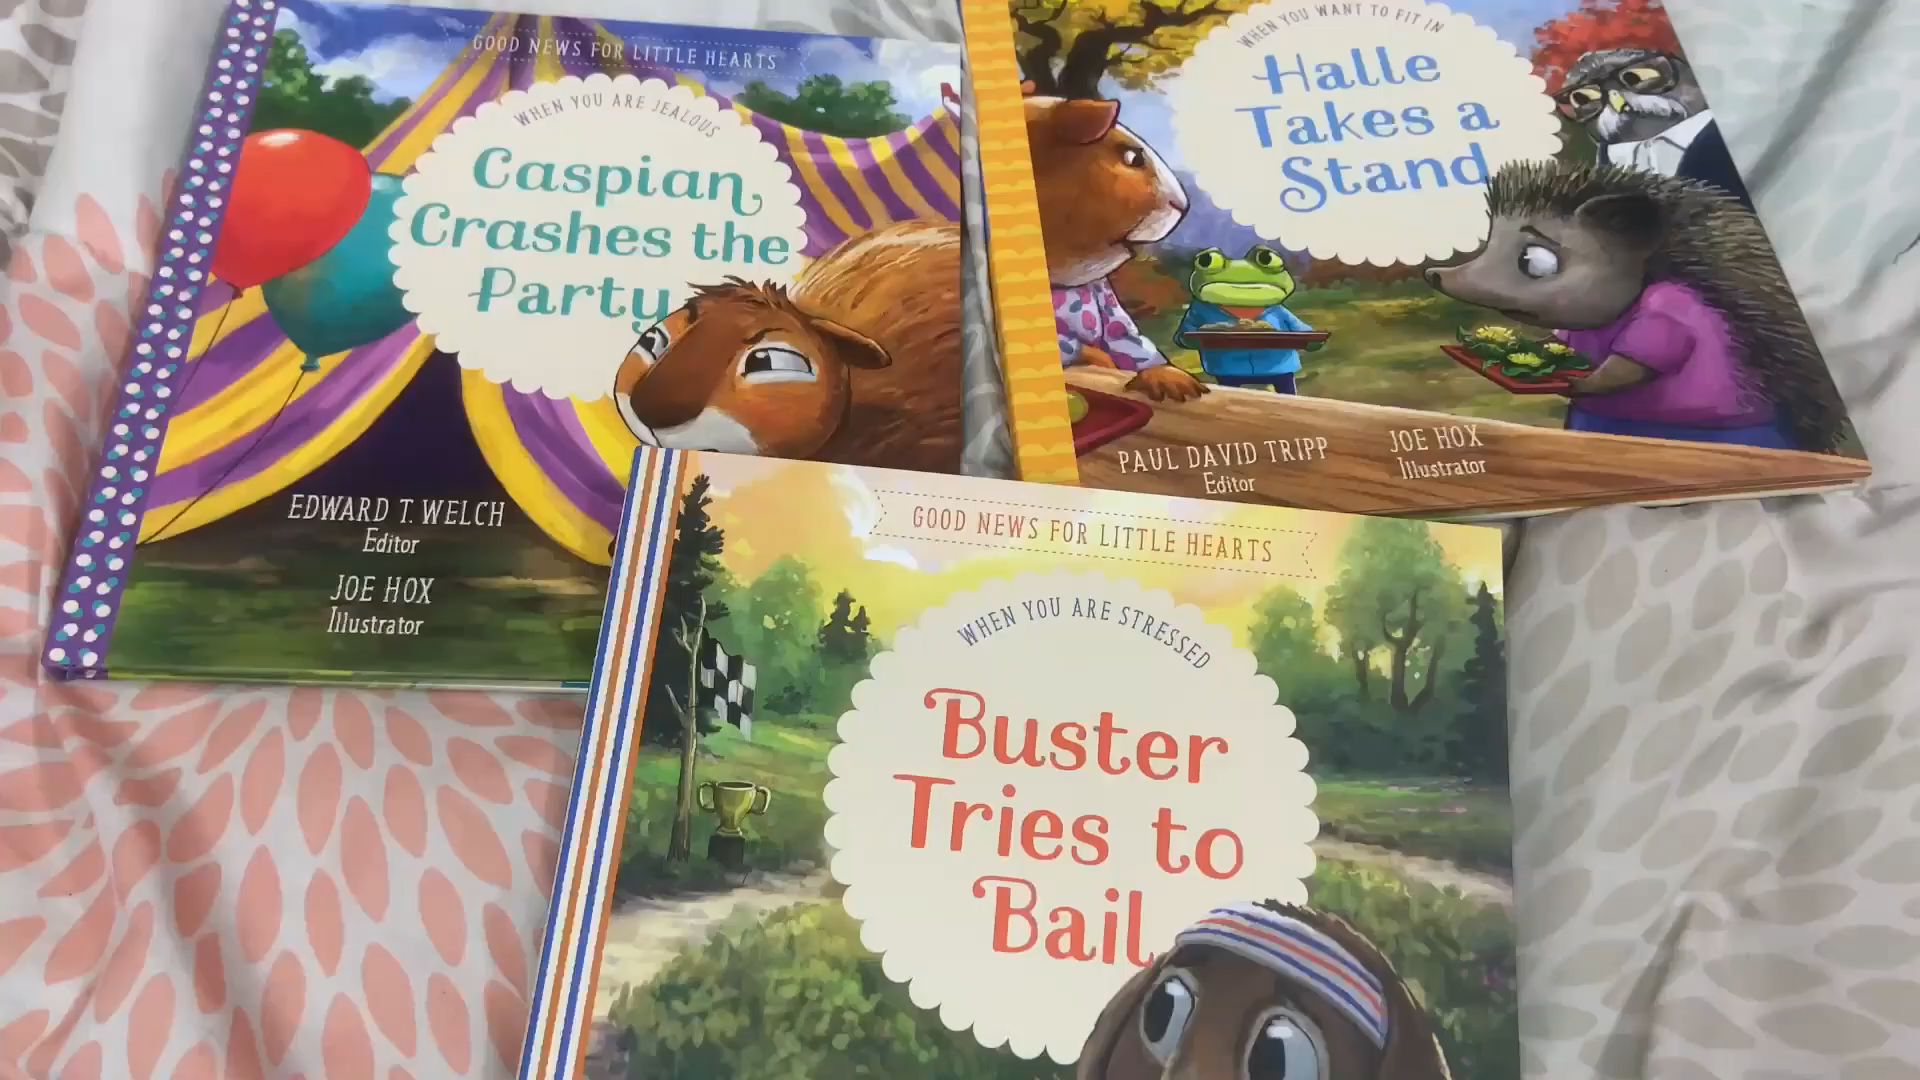 GOOD NEWS FOR LITTLE HEARTS
WHEN YOU ARE JEALOUS
Caspian
Crashes the
Party
EDWARD T. WELCH
Editor
JOE HOX
Illustrator
WHEN YOU WANT TO FIT IN
Halle
Takes a
Stand
PAUL DAVID TRIPP
Editor
JOE HOX
Illustrator
GOOD NEWS FOR LITTLE HEARTS
WHEN YOU ARE STRESSED
Buster
Tries to
Bail